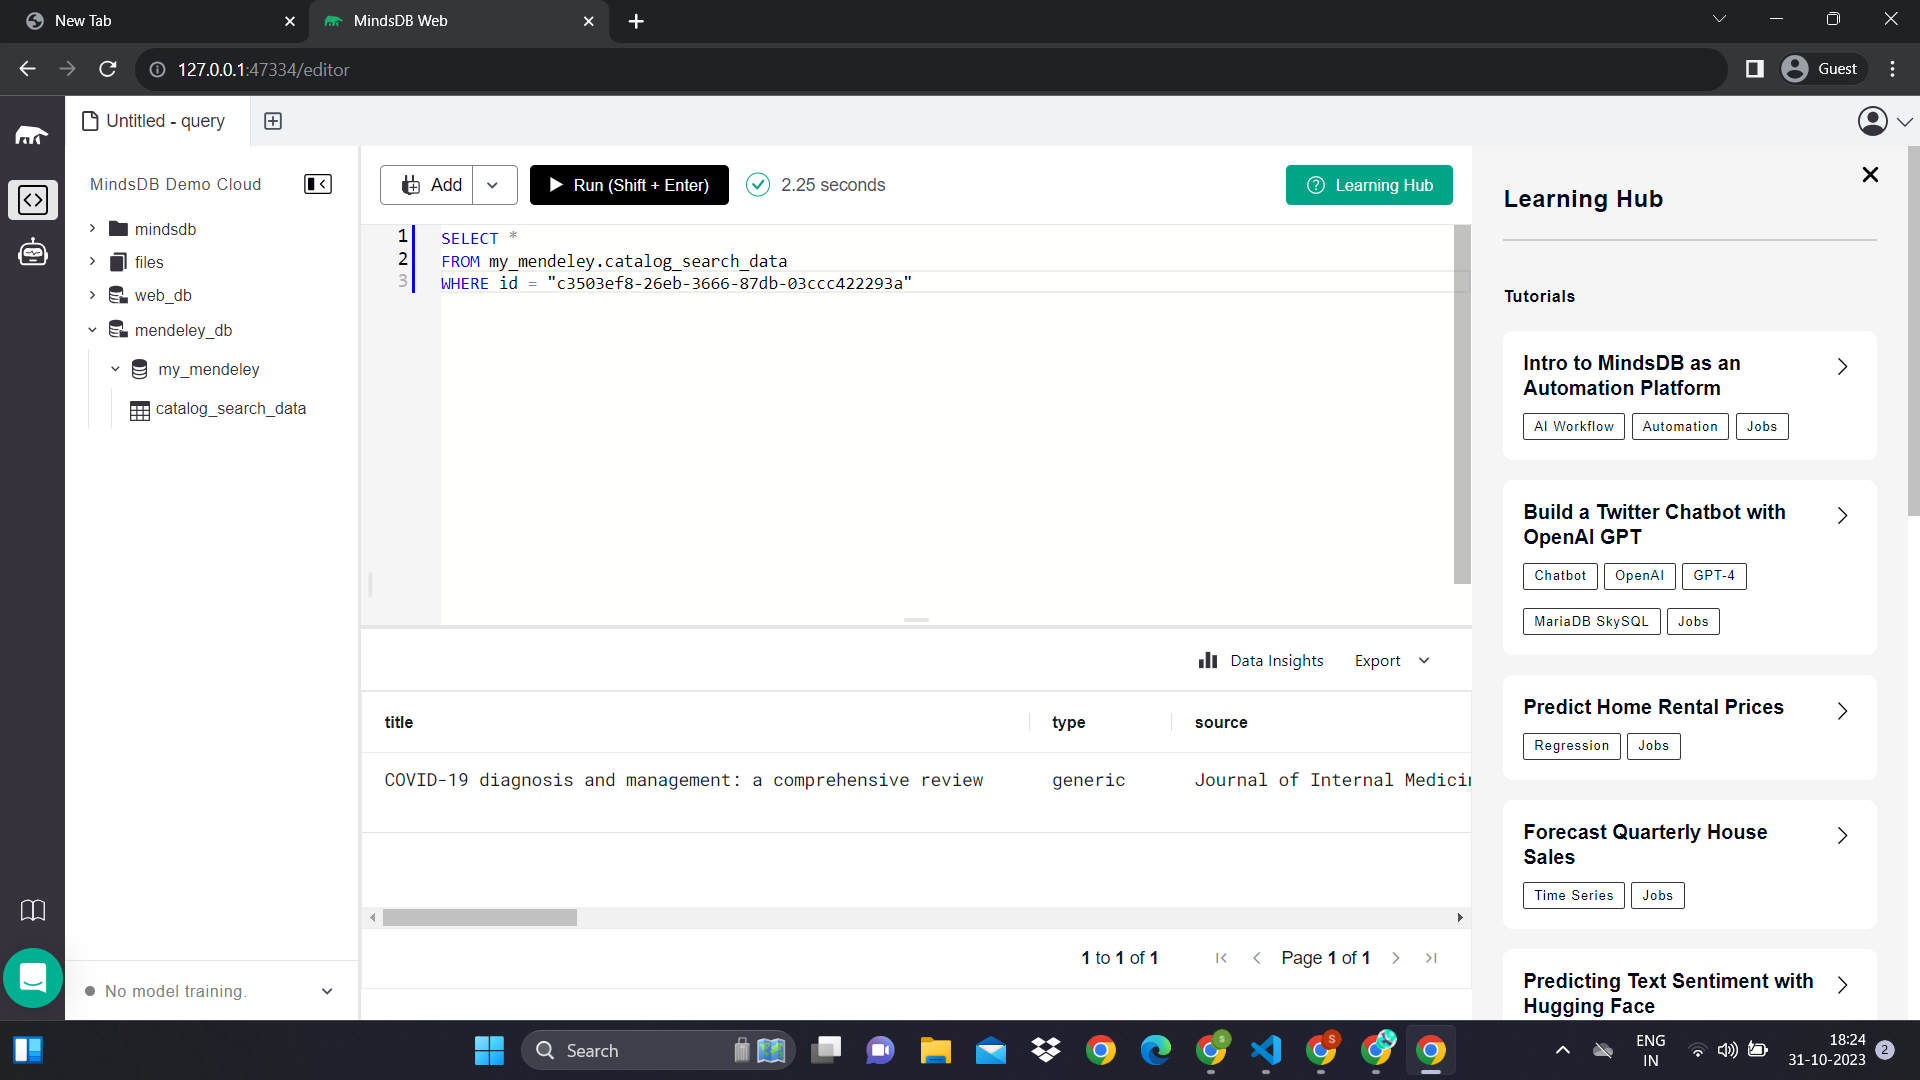 New Tab
MindsDB Web
127.0.0.1:47334/editor
Guest
Untitled - query
MindsDB Demo Cloud
mindsdb
files
web_db
mendeley_db
my_mendeley
catalog_search_data
No model training.
Add
Run (Shift + Enter)
2.25 seconds
Learning Hub
1 SELECT *
2 FROM my_mendeley.catalog_search_data
3 WHERE id = "c3503ef8-26eb-3666-87db-03ccc422293a"
Data Insights
Export
title type source
COVID-19 diagnosis and management: a comprehensive review generic Journal of Internal Medicin
1 to 1 of 1
Page 1 of 1
Learning Hub
Tutorials
Intro to MindsDB as an
Automation Platform
AI Workflow Automation Jobs
Build a Twitter Chatbot with
OpenAI GPT
Chatbot OpenAI GPT-4
MariaDB SkySQL Jobs
Predict Home Rental Prices
Regression Jobs
Forecast Quarterly House
Sales
Time Series Jobs
Predicting Text Sentiment with
Hugging Face
Search
S
S
ENG
IN
18:24
31-10-2023
2